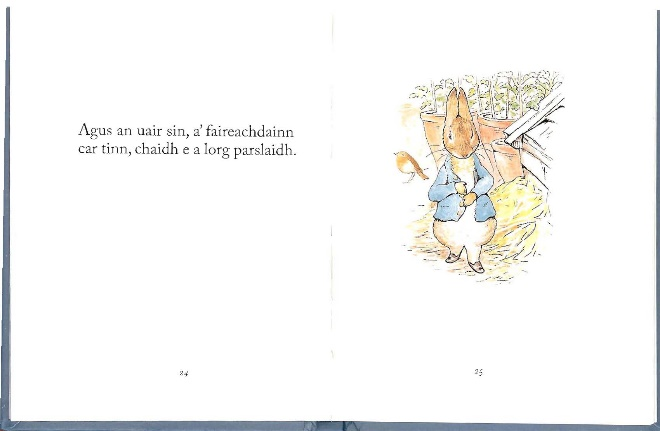 Agus an uair sin, a' faireachdainn
car tinn, chaidh e a lorg parslaidh.
24
25